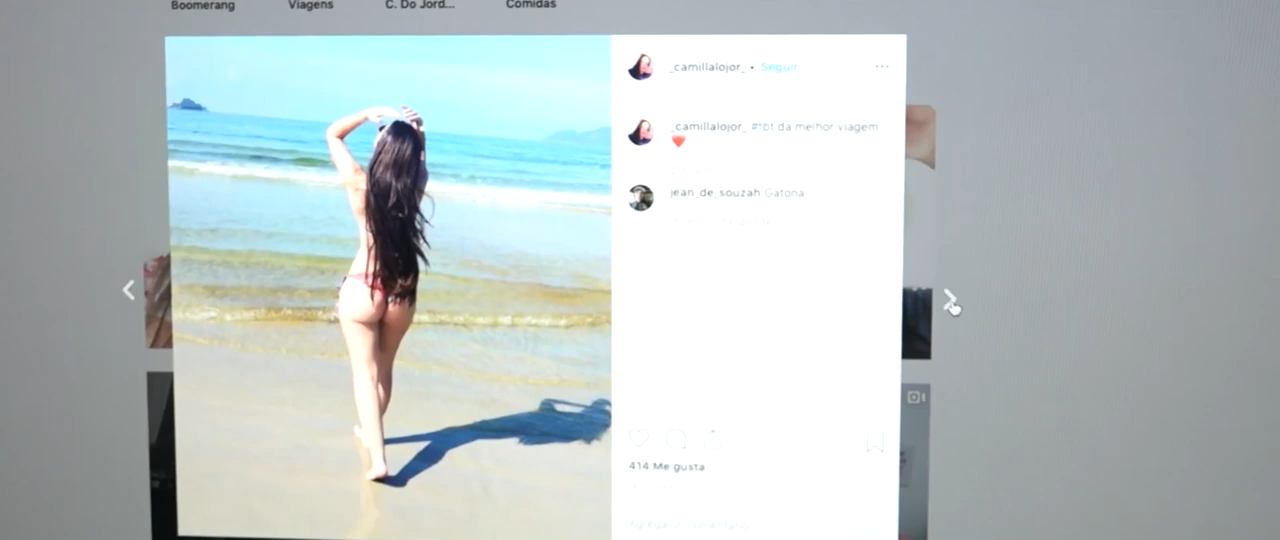 Boomerang
Viagens
C. Do Jord...
Comidas
_camillalojor_ • Seguir
_camillalojor_ #tbt da melhor viagem
jean_de_souzah Gatona
414 Me gusta